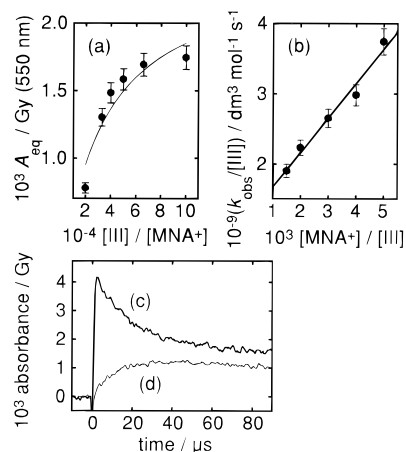 (a)
2.0
1.5
1.0
10³ A_eq / Gy (550 nm)
2 4 6 8 10
10⁻⁴ [III] / [MNA⁺]
(b)
4
3
2
10⁻⁹(k_obs/[III]) / dm³ mol⁻¹ s⁻¹
1 2 3 4 5
10³ [MNA⁺] / [III]
(c)
(d)
4
3
2
1
0
10³ absorbance / Gy
0 20 40 60 80
time / µs